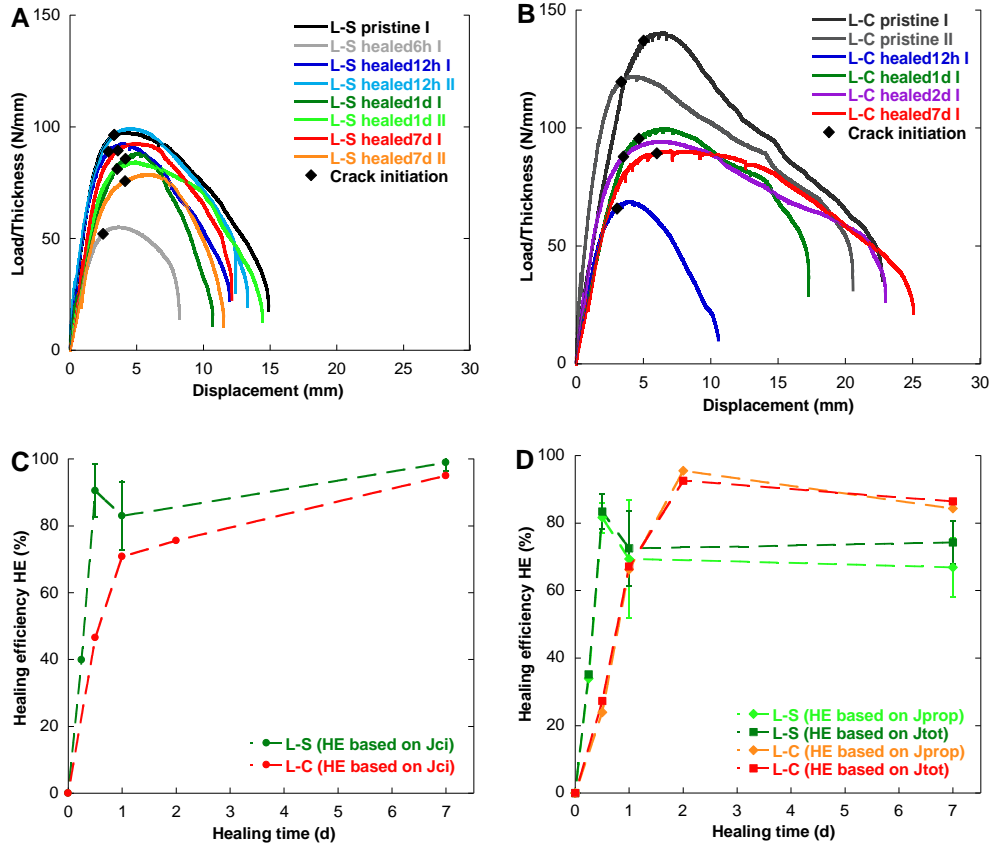 A
150
100
50
0
0
5
10
15
20
25
30
Load/Thickness (N/mm)
Displacement (mm)
L-S pristine I
L-S healed6h I
L-S healed12h I
L-S healed12h II
L-S healed1d I
L-S healed1d II
L-S healed7d I
L-S healed7d II
Crack initiation
B
150
100
50
0
0
5
10
15
20
25
30
Load/Thickness (N/mm)
Displacement (mm)
L-C pristine I
L-C pristine II
L-C healed12h I
L-C healed1d I
L-C healed2d I
L-C healed7d I
Crack initiation
C
100
80
60
40
20
0
0
1
2
3
4
5
6
7
Healing efficiency HE (%)
Healing time (d)
L-S (HE based on Jci)
L-C (HE based on Jci)
D
100
80
60
40
20
0
0
1
2
3
4
5
6
7
Healing efficiency HE (%)
Healing time (d)
L-S (HE based on Jprop)
L-S (HE based on Jtot)
L-C (HE based on Jprop)
L-C (HE based on Jtot)